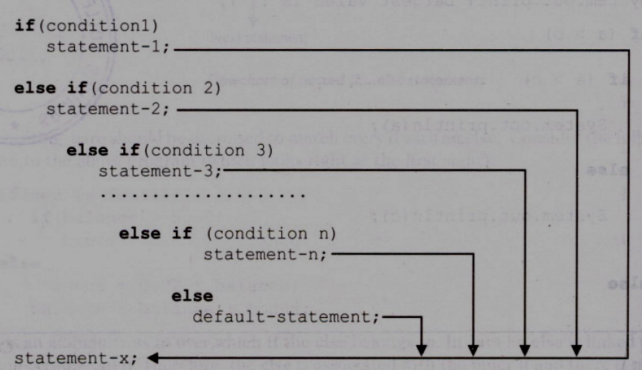 if(condition1)
statement-1;
else if(condition 2)
statement-2;
else if(condition 3)
statement-3;
.....................
else if (condition n)
statement-n;
else
default-statement;
statement-x;